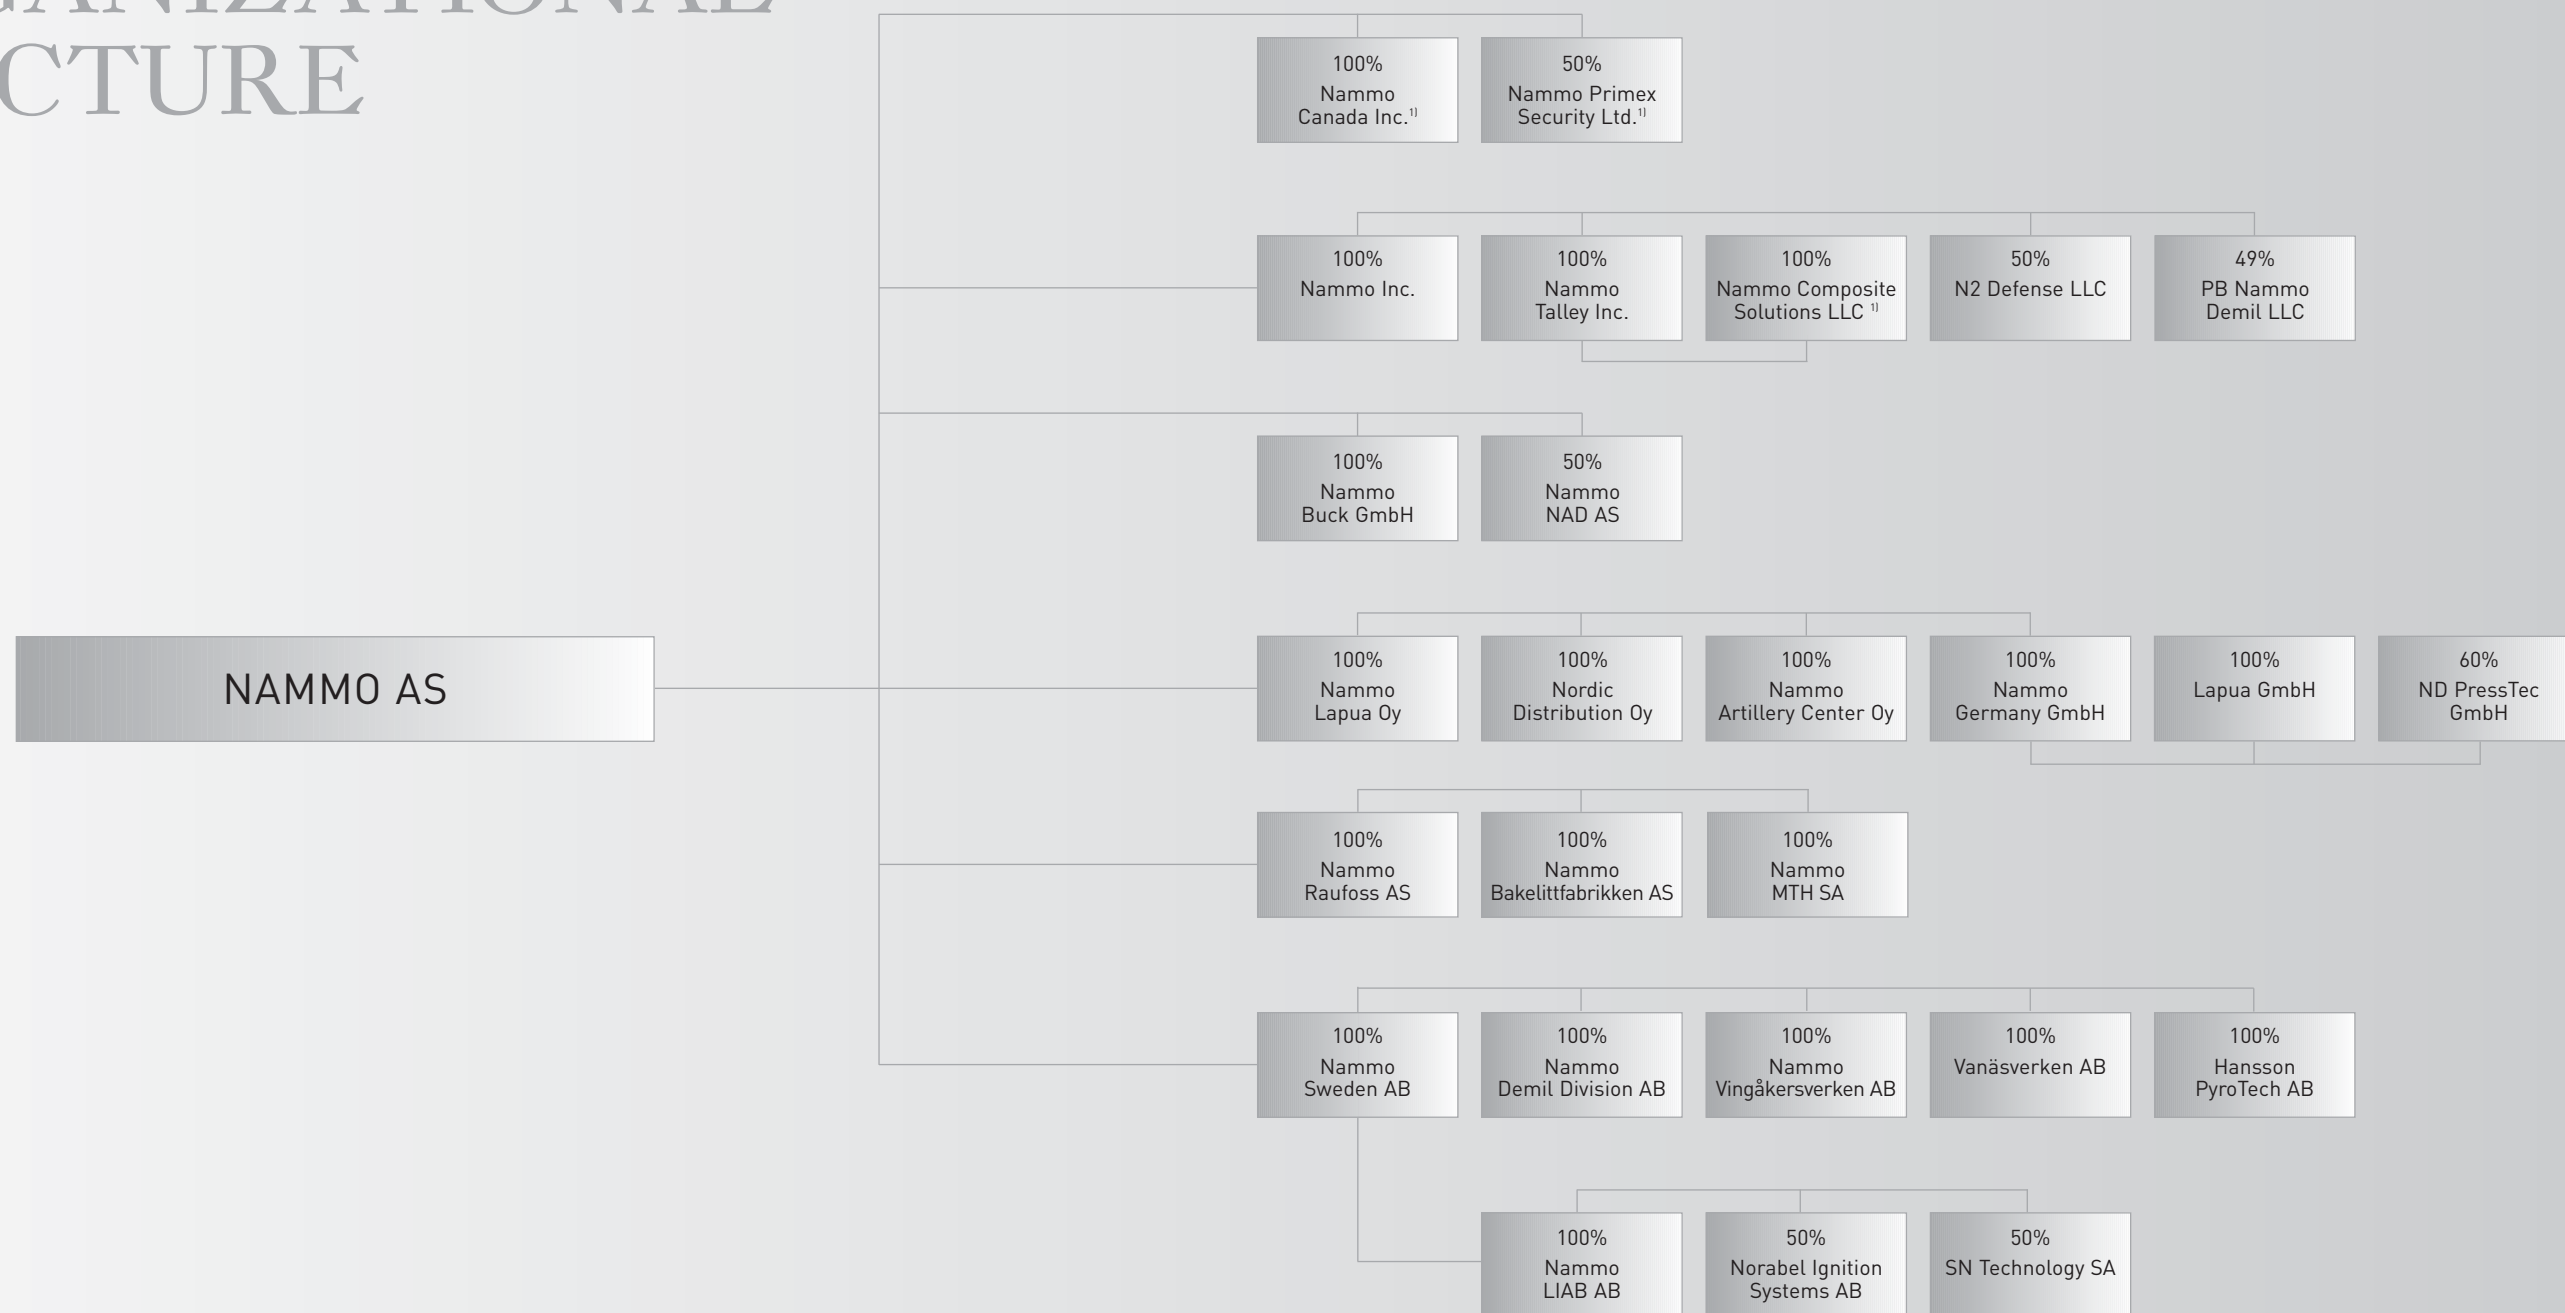 GANIZATIONAL
CTURE
100%
Nammo
Canada Inc.1)
50%
Nammo Primex
Security Ltd.1)
100%
Nammo Inc.
100%
Nammo
Talley Inc.
100%
Nammo Composite
Solutions LLC 1)
50%
N2 Defense LLC
49%
PB Nammo
Demil LLC
100%
Nammo
Buck GmbH
50%
Nammo
NAD AS
NAMMO AS
100%
Nammo
Lapua Oy
100%
Nordic
Distribution Oy
100%
Nammo
Artillery Center Oy
100%
Nammo
Germany GmbH
100%
Lapua GmbH
60%
ND PressTec
GmbH
100%
Nammo
Raufoss AS
100%
Nammo
Bakelittfabrikken AS
100%
Nammo
MTH SA
100%
Nammo
Sweden AB
100%
Nammo
Demil Division AB
100%
Nammo
Vingåkersverken AB
100%
Vanäsverken AB
100%
Hansson
PyroTech AB
100%
Nammo
LIAB AB
50%
Norabel Ignition
Systems AB
50%
SN Technology SA